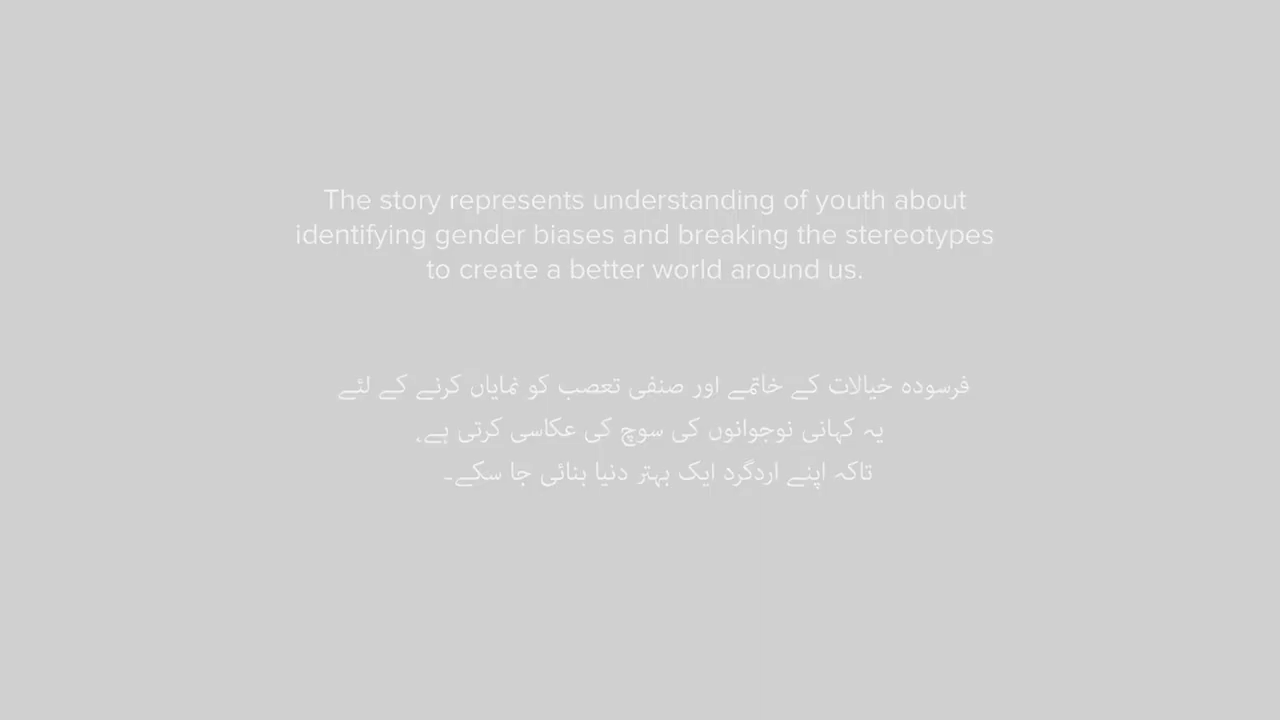 The story represents understanding of youth about
identifying gender biases and breaking the stereotypes
to create a better world around us.
فرسودہ خیالات کے خاتمے اور صنفی تعصب کو نمایاں کرنے کے لئے
یہ کہانی نوجوانوں کی سوچ کی عکاسی کرتی ہے،
تاکہ اپنے اردگرد ایک بہتر دنیا بنائی جا سکے۔